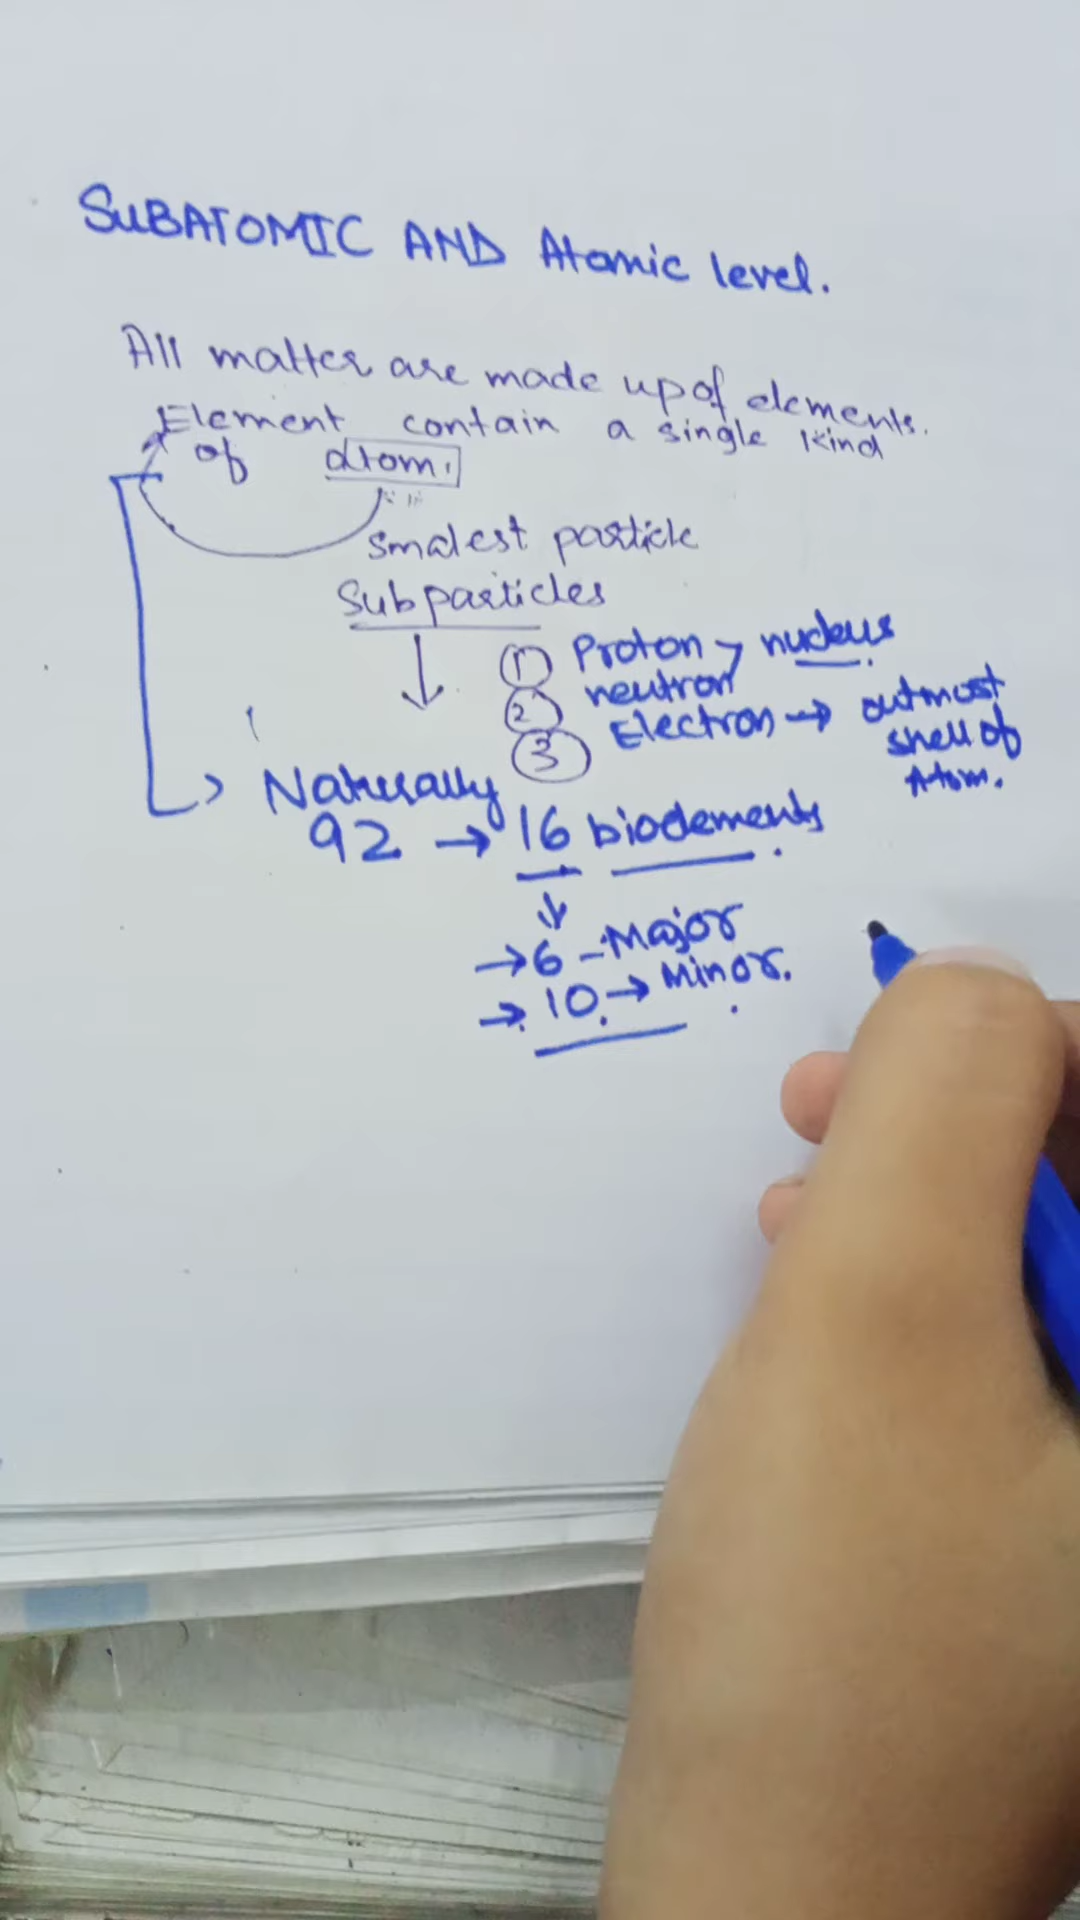 SUBATOMIC AND Atomic level.
All matter are made up of elements.
Element contain a single Kind
of atom.
Smalest particle
Subparticles
1 Proton → nucleus
2 neutron
3 Electron → outmost
shell of
Atom.
Naturally
92 → 16 bioelements
→ 6 - Major
→ 10. → Minor.